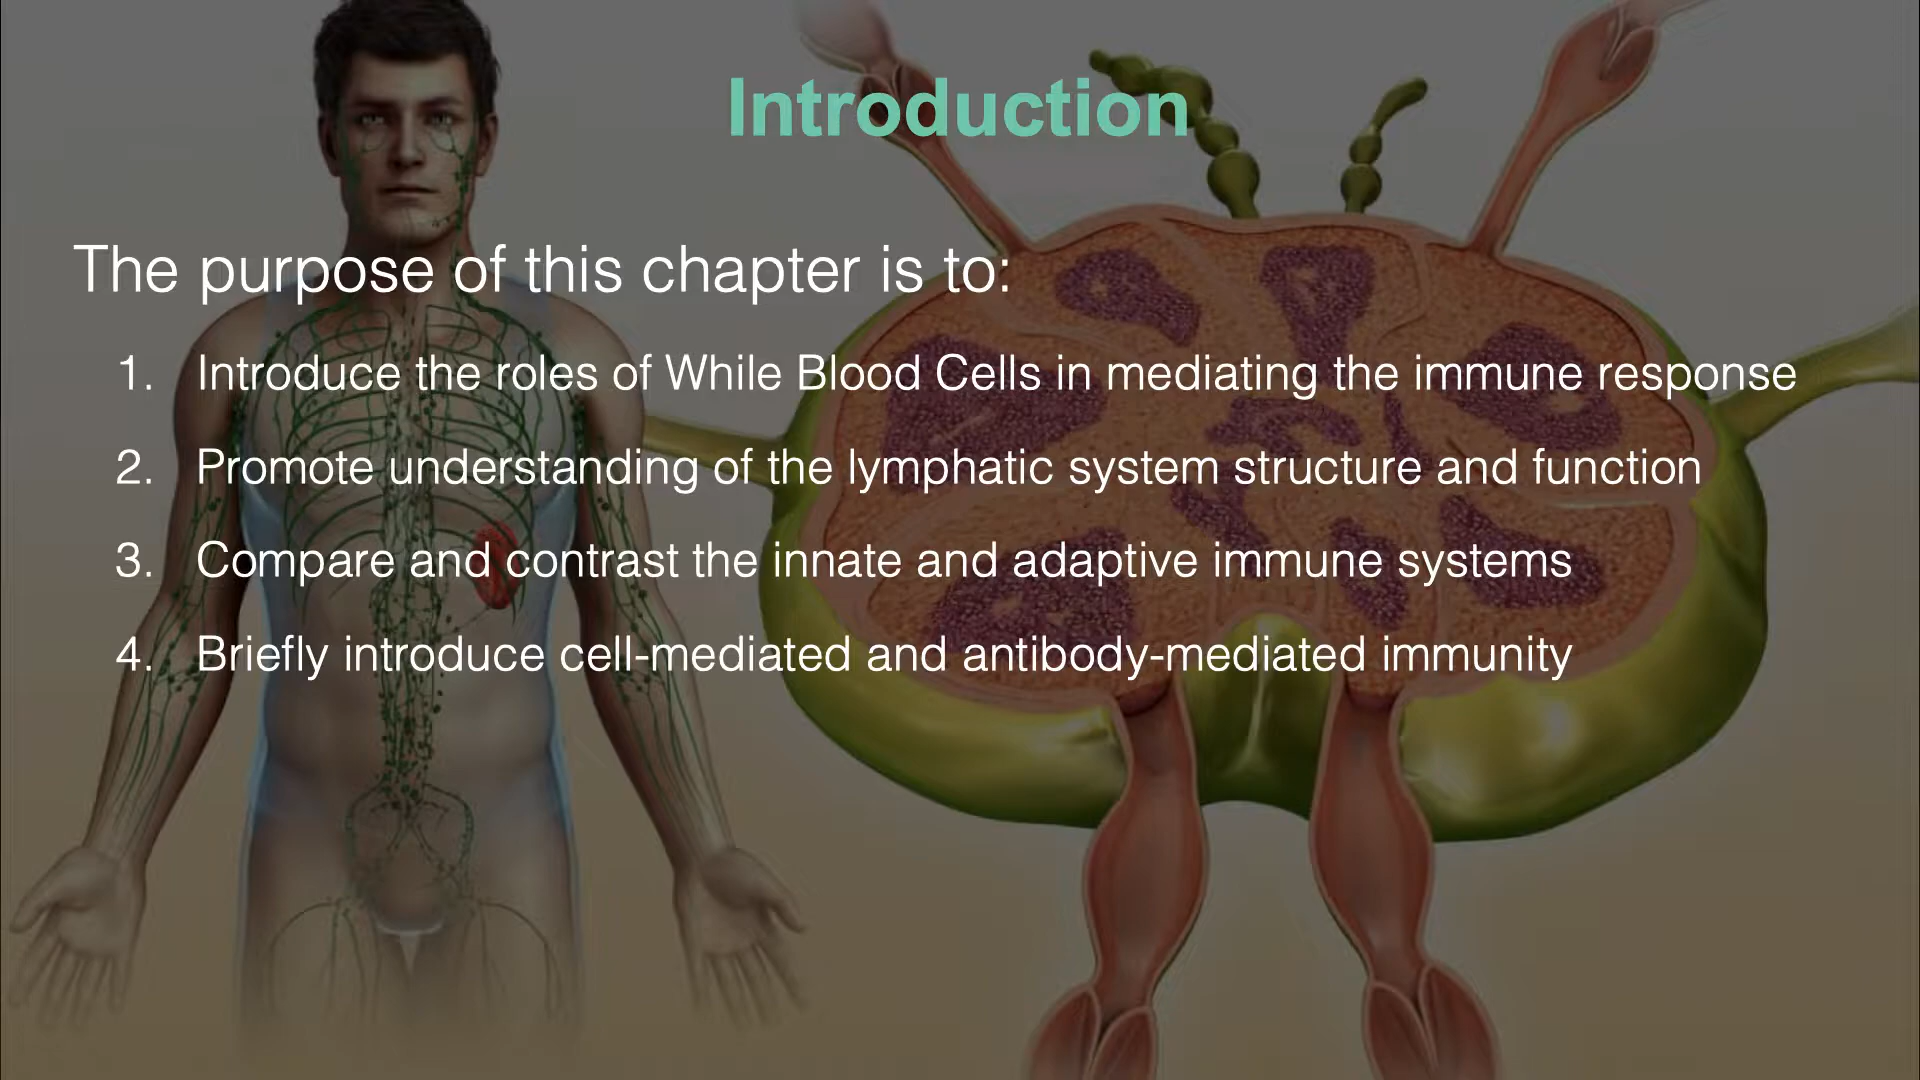 Introduction
The purpose of this chapter is to:
1. Introduce the roles of While Blood Cells in mediating the immune response
2. Promote understanding of the lymphatic system structure and function
3. Compare and contrast the innate and adaptive immune systems
4. Briefly introduce cell-mediated and antibody-mediated immunity